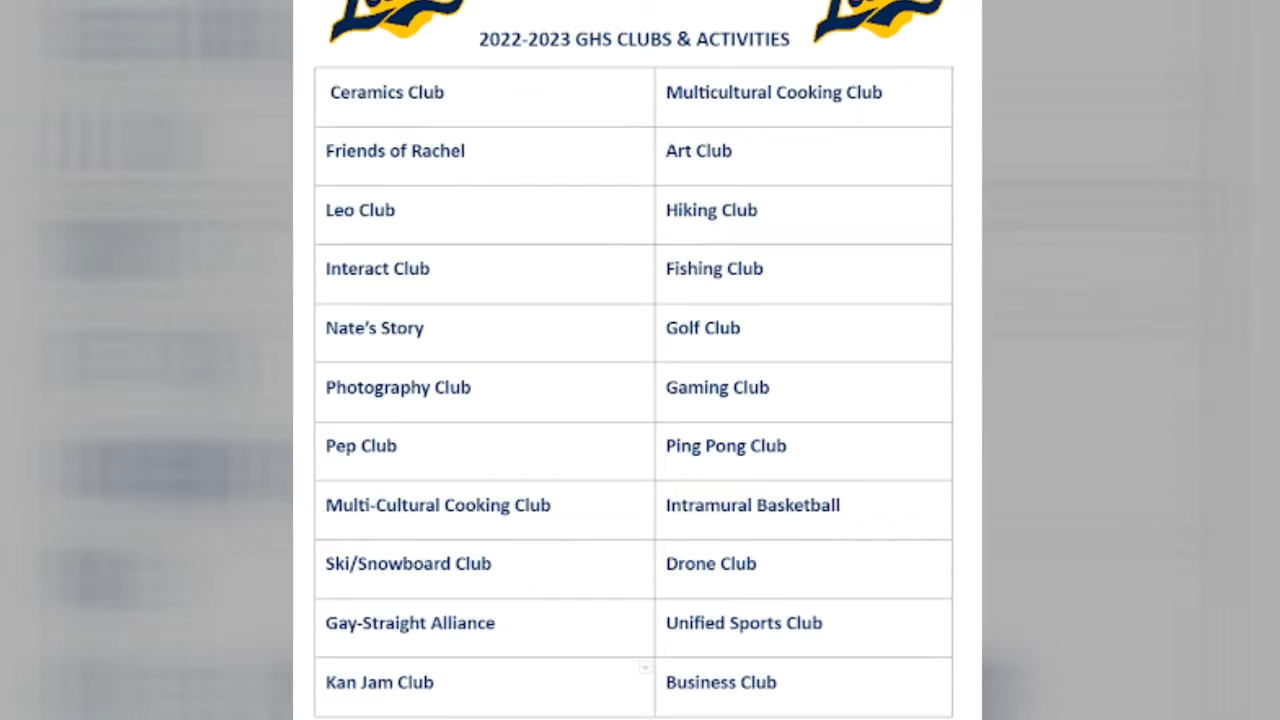 2022-2023 GHS CLUBS & ACTIVITIES
Ceramics Club
Multicultural Cooking Club
Friends of Rachel
Art Club
Leo Club
Hiking Club
Interact Club
Fishing Club
Nate's Story
Golf Club
Photography Club
Gaming Club
Pep Club
Ping Pong Club
Multi-Cultural Cooking Club
Intramural Basketball
Ski/Snowboard Club
Drone Club
Gay-Straight Alliance
Unified Sports Club
Kan Jam Club
Business Club